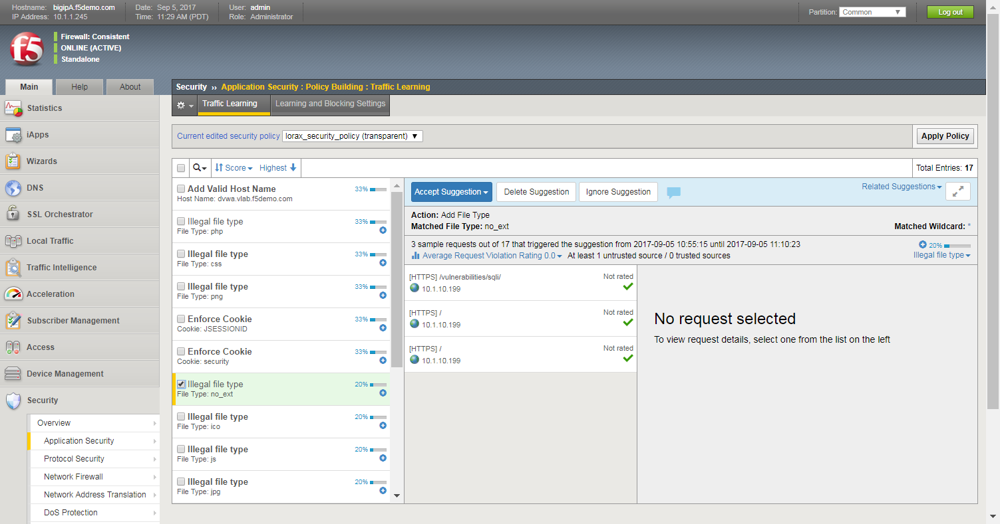 Hostname: bigipA.f5demo.com Date: Sep 5, 2017 User: admin
IP Address: 10.1.1.245 Time: 11:29 AM (PDT) Role: Administrator
Partition: Common Log out
f5
Firewall: Consistent
ONLINE (ACTIVE)
Standalone
Main Help About
Security ›› Application Security : Policy Building : Traffic Learning
Traffic Learning Learning and Blocking Settings
Statistics
iApps
Wizards
DNS
SSL Orchestrator
Local Traffic
Traffic Intelligence
Acceleration
Subscriber Management
Access
Device Management
Security
Overview
Application Security
Protocol Security
Network Firewall
Network Address Translation
DoS Protection
Current edited security policy lorax_security_policy (transparent) Apply Policy
Score Highest Total Entries: 17
Add Valid Host Name 33%
Host Name: dvwa.vlab.f5demo.com
Illegal file type 33%
File Type: php
Illegal file type 33%
File Type: css
Illegal file type 33%
File Type: png
Enforce Cookie 33%
Cookie: JSESSIONID
Enforce Cookie 33%
Cookie: security
Illegal file type 20%
File Type: no_ext
Illegal file type 20%
File Type: ico
Illegal file type 20%
File Type: js
Illegal file type 20%
File Type: jpg
Accept Suggestion Delete Suggestion Ignore Suggestion Related Suggestions
Action: Add File Type
Matched File Type: no_ext Matched Wildcard: *
3 sample requests out of 17 that triggered the suggestion from 2017-09-05 10:55:15 until 2017-09-05 11:10:23 20%
Average Request Violation Rating 0.0 At least 1 untrusted source / 0 trusted sources Illegal file type
[HTTPS] /vulnerabilities/sqli/ Not rated
10.1.10.199
[HTTPS] / Not rated
10.1.10.199
[HTTPS] / Not rated
10.1.10.199
No request selected
To view request details, select one from the list on the left